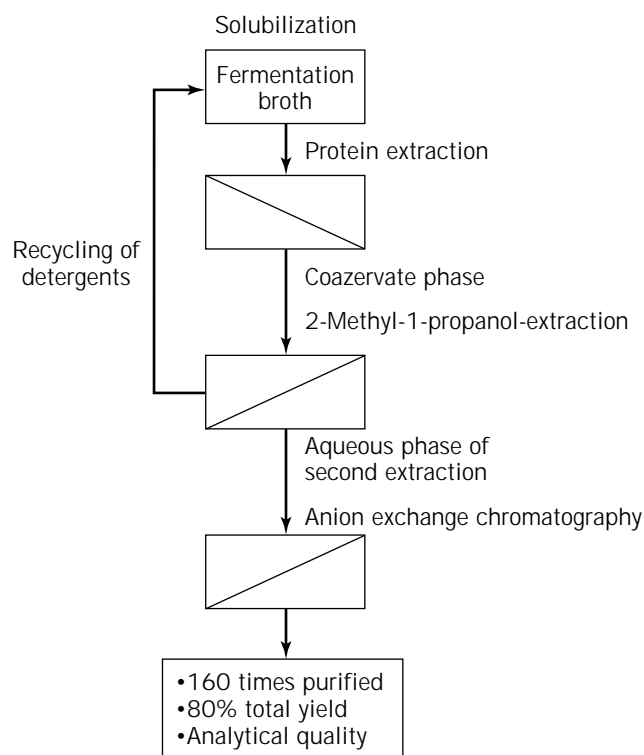 Solubilization
Fermentation
broth
Protein extraction
Recycling of
detergents
Coazervate phase
2-Methyl-1-propanol-extraction
Aqueous phase of
second extraction
Anion exchange chromatography
•160 times purified
•80% total yield
•Analytical quality